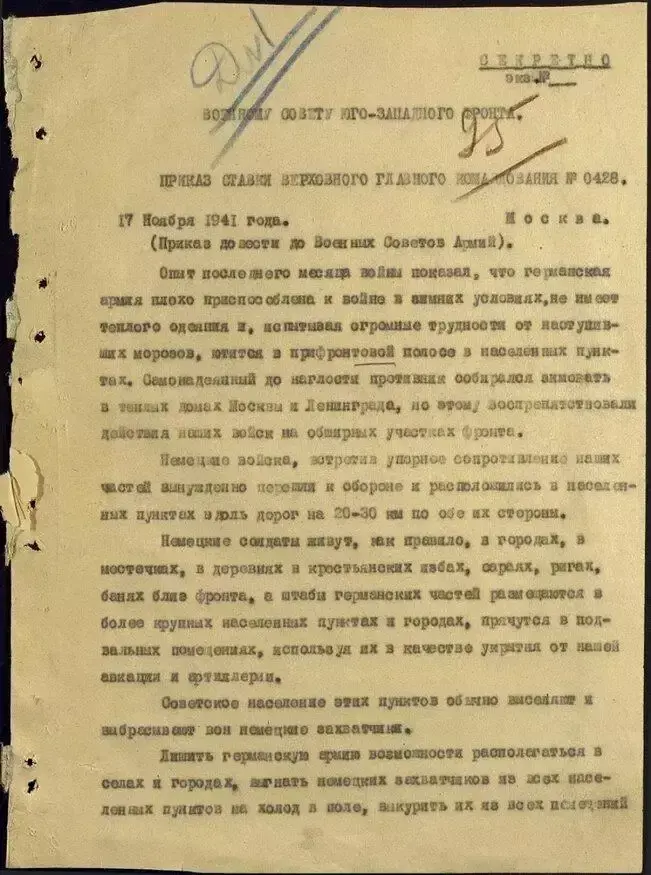 СЕКРЕТНО
экз.№
ВОЕННОМУ СОВЕТУ ЮГО-ЗАПАДНОГО ФРОНТА.
ПРИКАЗ СТАВКИ ВЕРХОВНОГО ГЛАВНОГО КОМАНДОВАНИЯ № 0428.
17 Ноября 1941 года. Москва.
(Приказ довести до Военных Советов Армий).
Опыт последнего месяца войны показал, что германская
армия плохо приспособлена к войне в зимних условиях, не имеет
теплого одеяния и, испытывая огромные трудности от наступив-
ших морозов, ютится в прифронтовой полосе в населенных пунк-
тах. Самонадеянный до наглости противник собирался зимовать
в теплых домах Москвы и Ленинграда, но этому воспрепятствовали
действия наших войск на обширных участках фронта.
Немецкие войска, встретив упорное сопротивление наших
частей вынужденно перешли к обороне и расположились в населен-
ных пунктах вдоль дорог на 20-30 км по обе их стороны.
Немецкие солдаты живут, как правило, в городах, в
местечках, в деревнях в крестьянских избах, сараях, ригах,
банях близ фронта, а штабы германских частей размещаются в
более крупных населенных пунктах и городах, прячутся в под-
вальных помещениях, используя их в качестве укрытия от нашей
авиации и артиллерии.
Советское население этих пунктов обычно выселяют и
выбрасывают вон немецкие захватчики.
Лишить германскую армию возможности располагаться в
селах и городах, выгнать немецких захватчиков из всех насе-
ленных пунктов на холод в поле, выкурить их из всех помещений